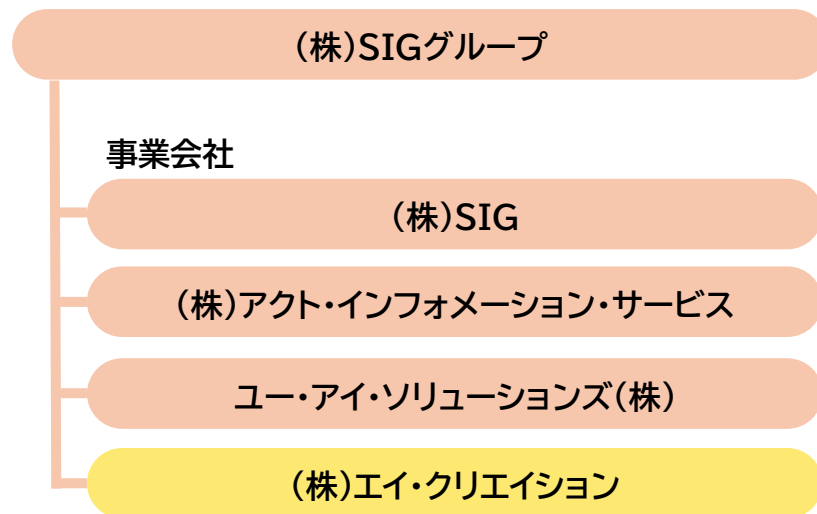 (株)SIGグループ
事業会社
(株)SIG
(株)アクト・インフォメーション・サービス
ユー・アイ・ソリューションズ(株)
(株)エイ・クリエイション